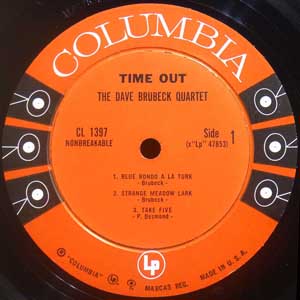 COLUMBIA
TIME OUT
THE DAVE BRUBECK QUARTET
CL 1397
NONBREAKABLE
Side 1
(x"Lp" 47853)
1. BLUE RONDO A LA TURK
- Brubeck -
2. STRANGE MEADOW LARK
- Brubeck -
3. TAKE FIVE
- P. Desmond -
Lp
® "COLUMBIA"
MARCAS REG.
MADE IN U.S.A.